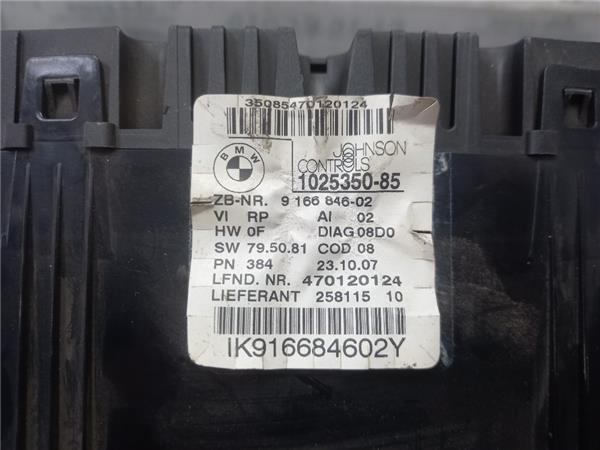 35085470120124
BMW
JOHNSON
CONTROLS
1025350-85
ZB-NR. 9 166 846-02
VI RP AI 02
HW 0F DIAG 08D0
SW 79.50.81 COD 08
PN 384 23.10.07
LFND. NR. 470120124
LIEFERANT 258115 10
IK916684602Y